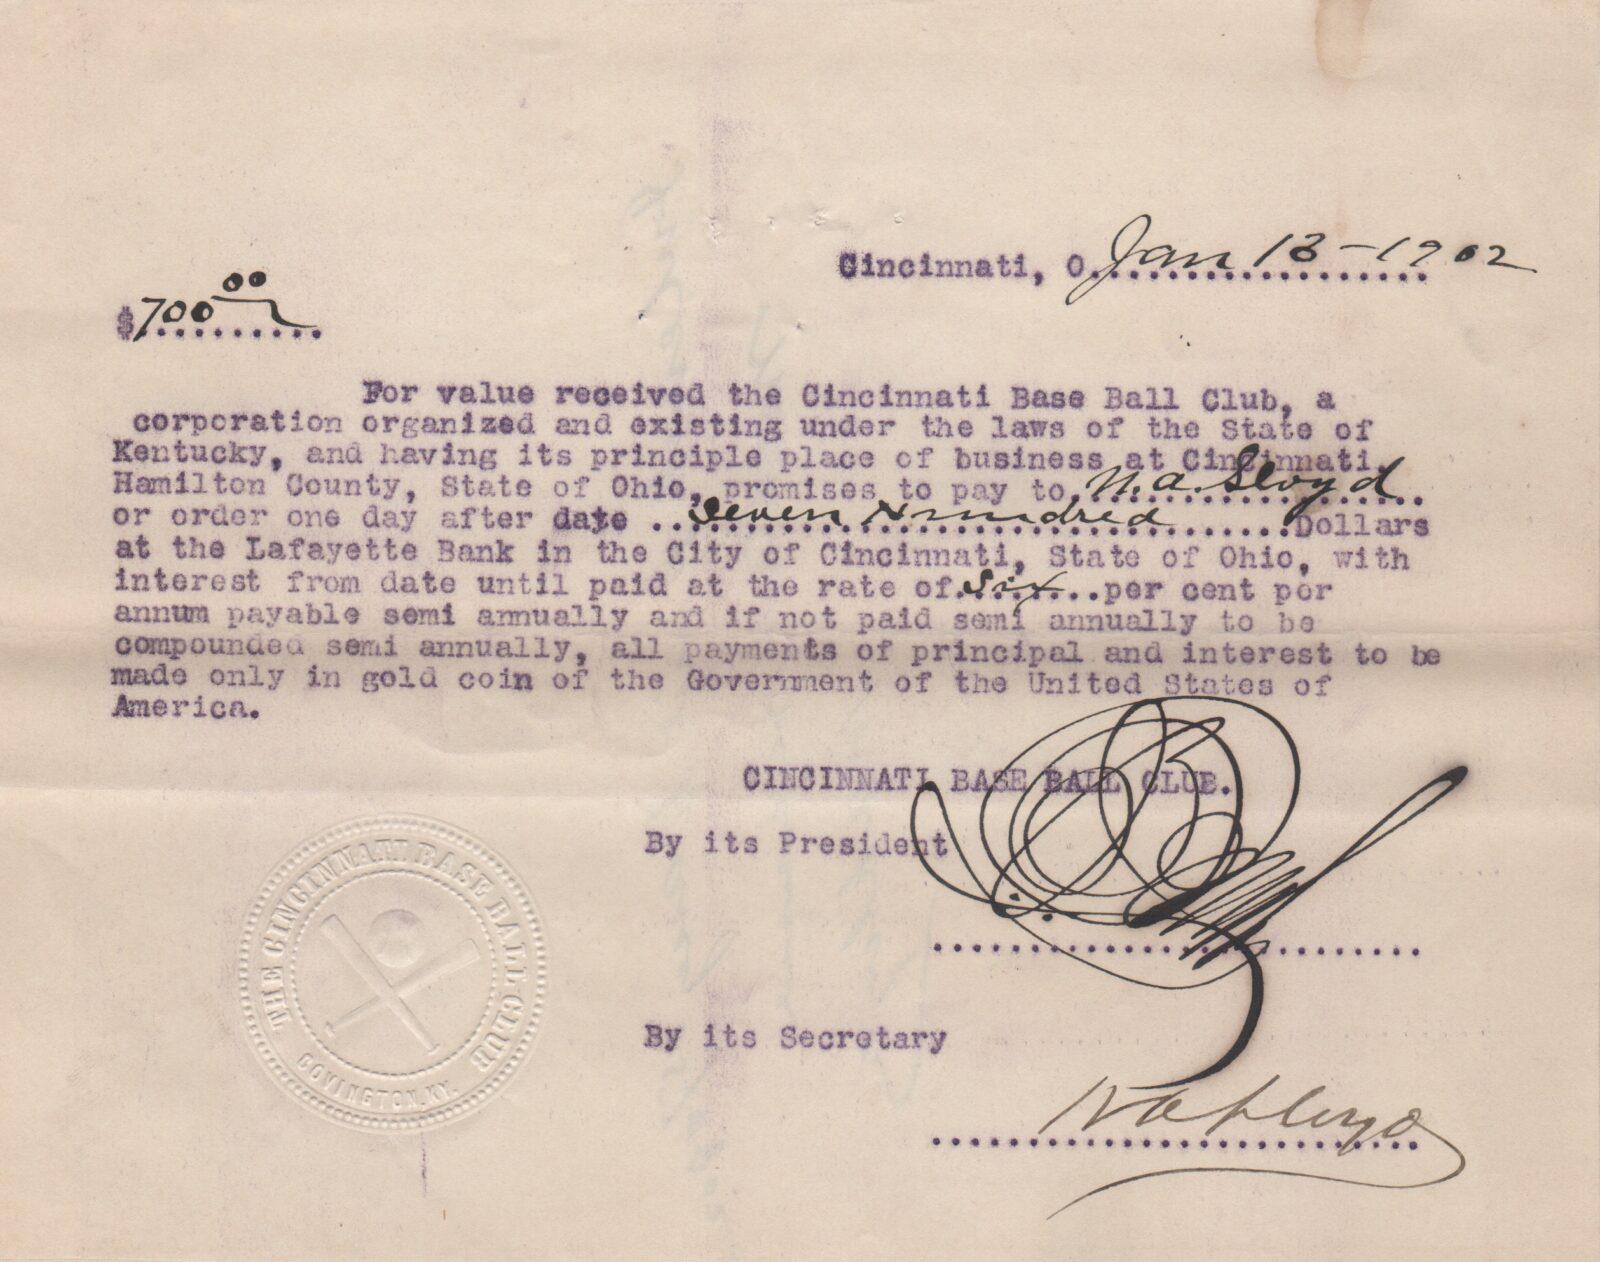 Cincinnati, O. Jan 13-1902
$700.00
For value received the Cincinnati Base Ball Club, a
corporation organized and existing under the laws of the State of
Kentucky, and having its principle place of business at Cincinnati,
Hamilton County, State of Ohio, promises to pay to N.A. Lloyd
or order one day after date Seven Hundred Dollars
at the Lafayette Bank in the City of Cincinnati, State of Ohio, with
interest from date until paid at the rate of Six per cent per
annum payable semi annually and if not paid semi annually to be
compounded semi annually, all payments of principal and interest to be
made only in gold coin of the Government of the United States of
America.
CINCINNATI BASE BALL CLUB.
By its President
By its Secretary
THE CINCINNATI BASE BALL CLUB
COVINGTON, KY.